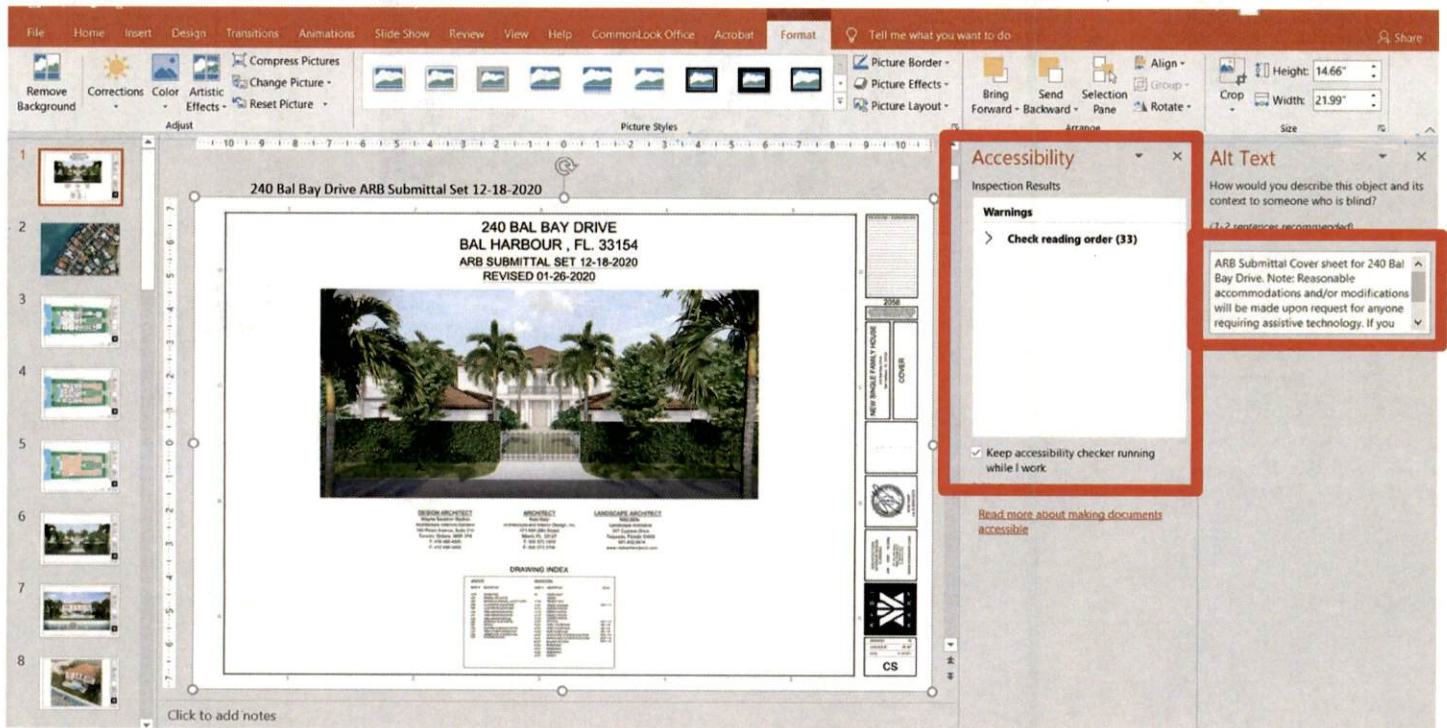 File Home Insert Design Transitions Animations Slide Show Review View Help CommonLook Office Acrobat Format Tell me what you want to do Share
Remove Background
Corrections
Color
Artistic Effects
Compress Pictures
Change Picture
Reset Picture
Adjust
Picture Styles
Picture Border
Picture Effects
Picture Layout
Bring Forward
Send Backward
Selection Pane
Align
Group
Rotate
Arrange
Crop
Height: 14.66"
Width: 21.99"
Size
1
2
3
4
5
6
7
8
240 Bal Bay Drive ARB Submittal Set 12-18-2020
240 BAL BAY DRIVE
BAL HARBOUR , FL. 33154
ARB SUBMITTAL SET 12-18-2020
REVISED 01-26-2020
DESIGN ARCHITECT
ARCHITECT
LANDSCAPE ARCHITECT
DRAWING INDEX
2058
NEW SINGLE FAMILY HOUSE
COVER
CS
Click to add notes
Accessibility
Inspection Results
Warnings
Check reading order (33)
Keep accessibility checker running
while I work
Read more about making documents
accessible
Alt Text
How would you describe this object and its
context to someone who is blind?
(1-2 sentences recommended)
ARB Submittal Cover sheet for 240 Bal
Bay Drive. Note: Reasonable
accommodations and/or modifications
will be made upon request for anyone
requiring assistive technology. If you